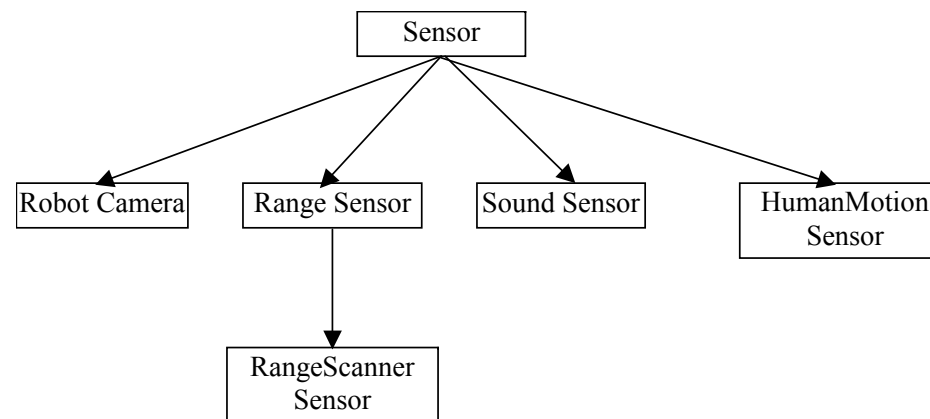 Sensor
Robot Camera
Range Sensor
Sound Sensor
HumanMotion
Sensor
RangeScanner
Sensor